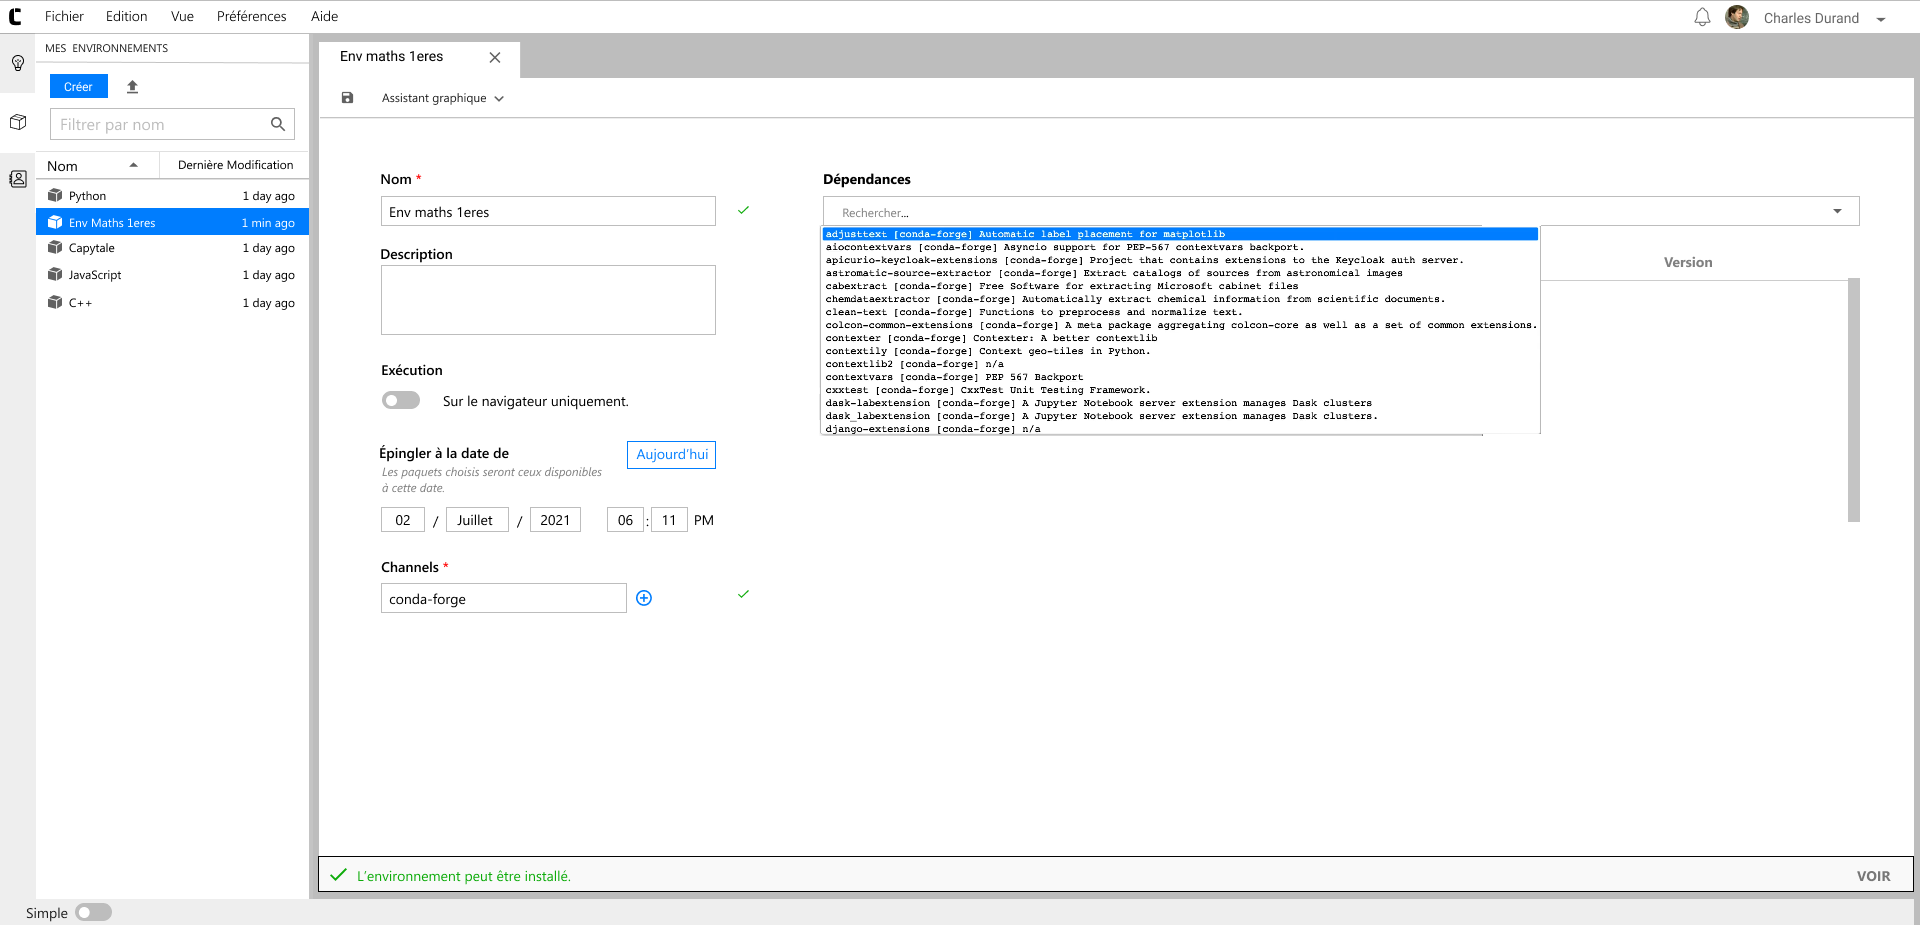 Fichier Edition Vue Préférences Aide
Charles Durand
MES ENVIRONNEMENTS
Créer
Filtrer par nom
Nom Dernière Modification
Python 1 day ago
Env Maths 1eres 1 min ago
Capytale 1 day ago
JavaScript 1 day ago
C++ 1 day ago
Env maths 1eres
Assistant graphique
Nom *
Env maths 1eres
Description
Exécution
Sur le navigateur uniquement.
Épingler à la date de
Aujourd'hui
Les paquets choisis seront ceux disponibles
à cette date.
02 / Juillet / 2021 06 : 11 PM
Channels *
conda-forge
Dépendances
Rechercher...
adjusttext [conda-forge] Automatic label placement for matplotlib
aiocontextvars [conda-forge] Asyncio support for PEP-567 contextvars backport.
apicurio-keycloak-extensions [conda-forge] Project that contains extensions to the Keycloak auth server.
astromatic-source-extractor [conda-forge] Extract catalogs of sources from astronomical images
cabextract [conda-forge] Free Software for extracting Microsoft cabinet files
chemdataextractor [conda-forge] Automatically extract chemical information from scientific documents.
clean-text [conda-forge] Functions to preprocess and normalize text.
colcon-common-extensions [conda-forge] A meta package aggregating colcon-core as well as a set of common extensions.
contexter [conda-forge] Contexter: A better contextlib
contextily [conda-forge] Context geo-tiles in Python.
contextlib2 [conda-forge] n/a
contextvars [conda-forge] PEP 567 Backport
cxxtest [conda-forge] CxxTest Unit Testing Framework.
dask-labextension [conda-forge] A Jupyter Notebook server extension manages Dask clusters
dask_labextension [conda-forge] A Jupyter Notebook server extension manages Dask clusters.
django-extensions [conda-forge] n/a
Version
L'environnement peut être installé.
VOIR
Simple